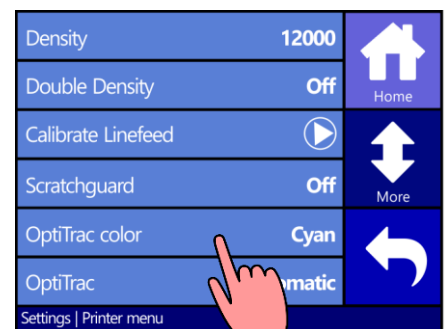 Density 12000
Double Density Off
Home
Calibrate Linefeed
Scratchguard Off
More
OptiTrac color Cyan
OptiTrac
Settings | Printer menu